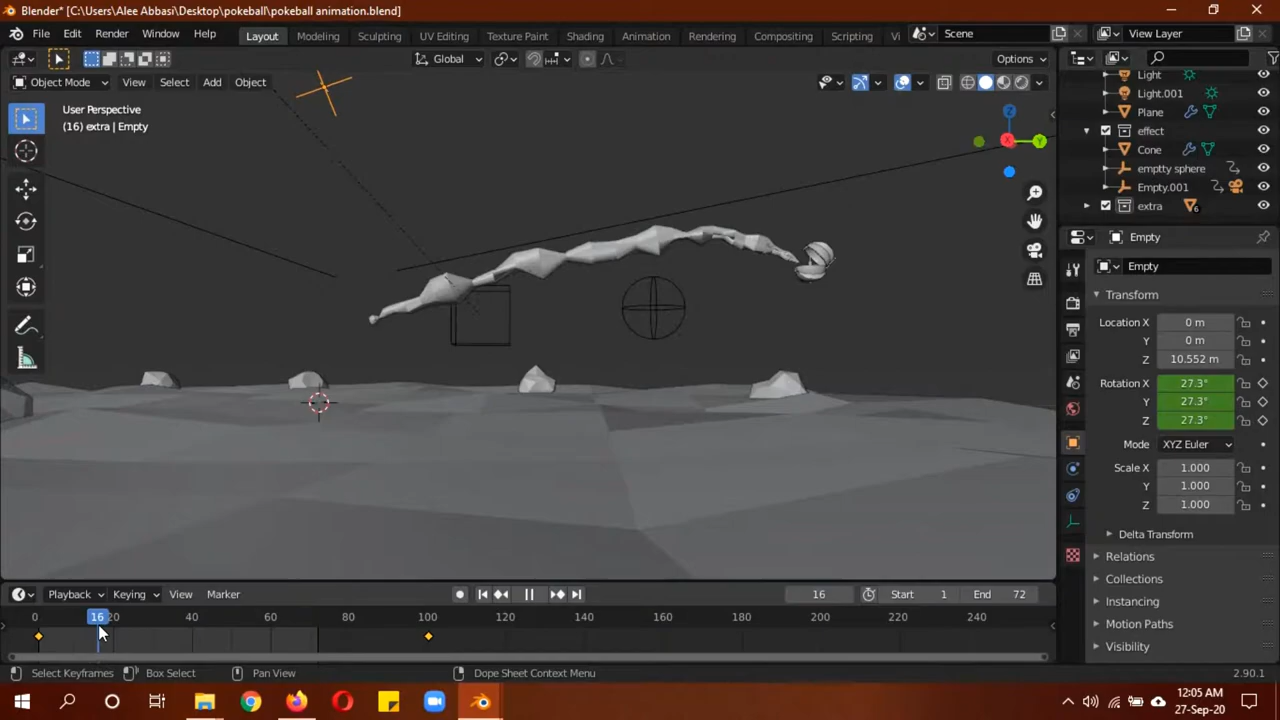 Blender* [C:\Users\Alee Abbasi\Desktop\pokeball\pokeball animation.blend]
File Edit Render Window Help Layout Modeling Sculpting UV Editing Texture Paint Shading Animation Rendering Compositing Scripting Vi Scene View Layer
Global Options
Object Mode View Select Add Object
User Perspective
(16) extra | Empty
Light
Light.001
Plane
effect
Cone
emptty sphere
Empty.001
extra 6
Empty
Empty
Transform
Location X 0 m
Y 0 m
Z 10.552 m
Rotation X 27.3°
Y 27.3°
Z 27.3°
Mode XYZ Euler
Scale X 1.000
Y 1.000
Z 1.000
Delta Transform
Relations
Collections
Instancing
Motion Paths
Visibility
Playback Keying View Marker 16 Start 1 End 72
0 16 20 40 60 80 100 120 140 160 180 200 220 240
Select Keyframes Box Select Pan View Dope Sheet Context Menu 2.90.1
12:05 AM
27-Sep-20
X
Y
Z